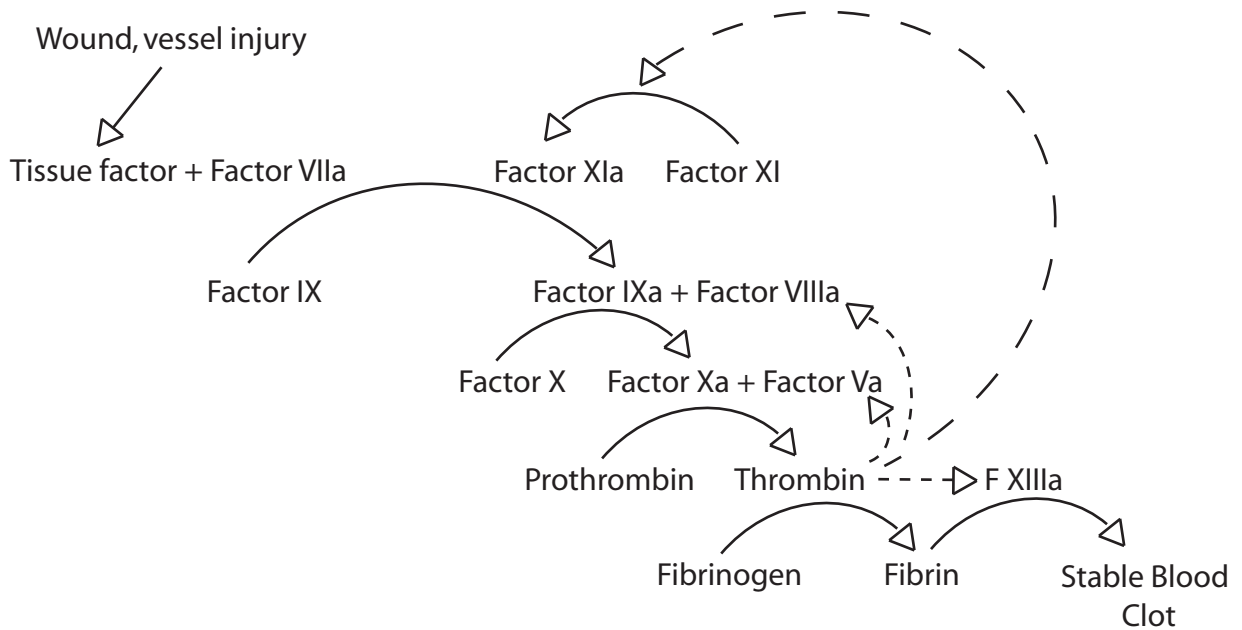 Wound, vessel injury
Tissue factor + Factor VIIa
Factor XIa
Factor XI
Factor IX
Factor IXa + Factor VIIIa
Factor X
Factor Xa + Factor Va
Prothrombin
Thrombin
F XIIIa
Fibrinogen
Fibrin
Stable Blood
Clot